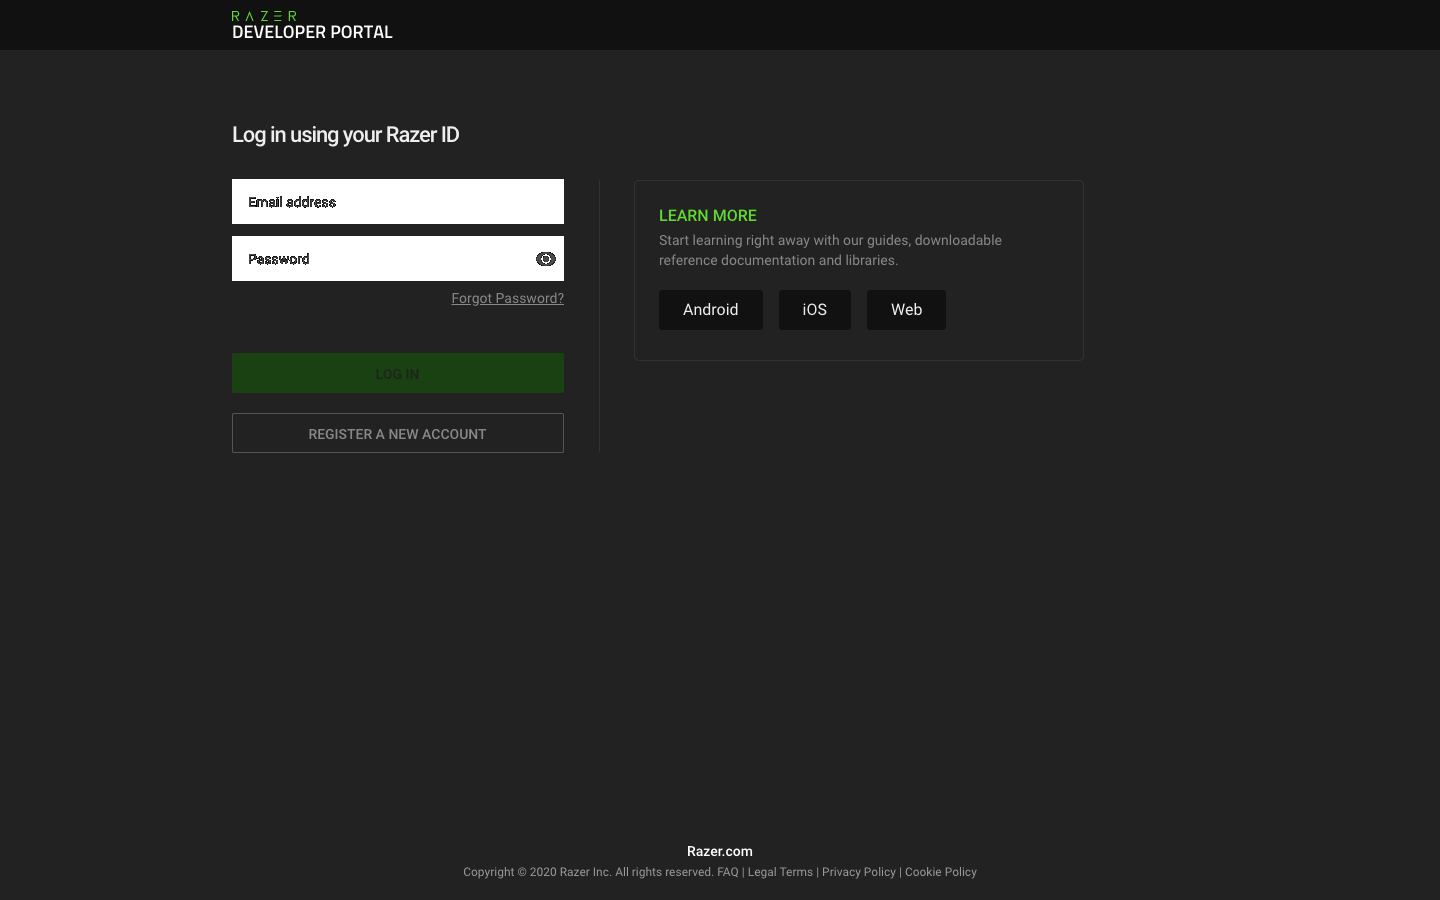 RAZER
DEVELOPER PORTAL
Log in using your Razer ID
Email address
Password
Forgot Password?
LOG IN
REGISTER A NEW ACCOUNT
LEARN MORE
Start learning right away with our guides, downloadable
reference documentation and libraries.
Android
iOS
Web
Razer.com
Copyright © 2020 Razer Inc. All rights reserved. FAQ | Legal Terms | Privacy Policy | Cookie Policy